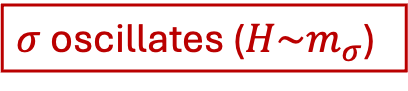 σ oscillates (H~m_σ)